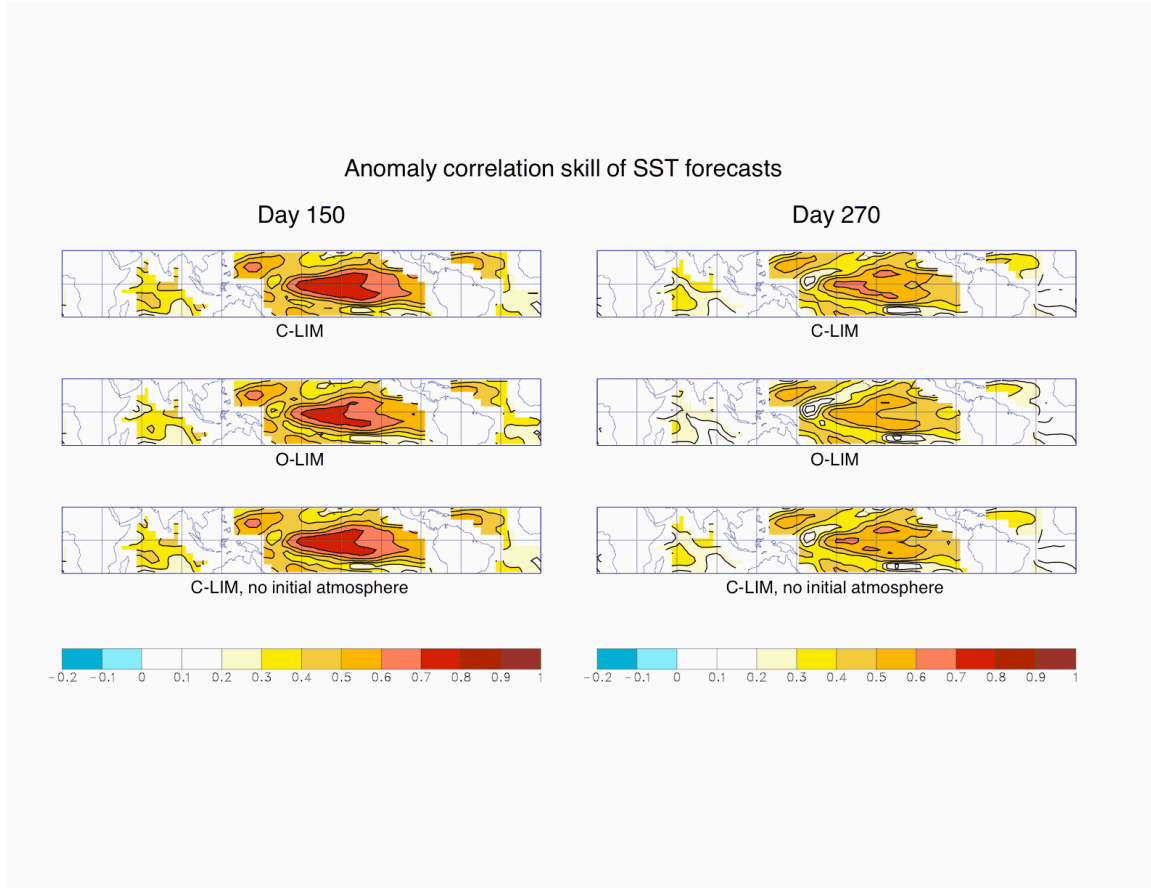 Anomaly correlation skill of SST forecasts
Day 150
Day 270
C-LIM
C-LIM
O-LIM
O-LIM
C-LIM, no initial atmosphere
C-LIM, no initial atmosphere
-0.2 -0.1 0 0.1 0.2 0.3 0.4 0.5 0.6 0.7 0.8 0.9 1
-0.2 -0.1 0 0.1 0.2 0.3 0.4 0.5 0.6 0.7 0.8 0.9 1